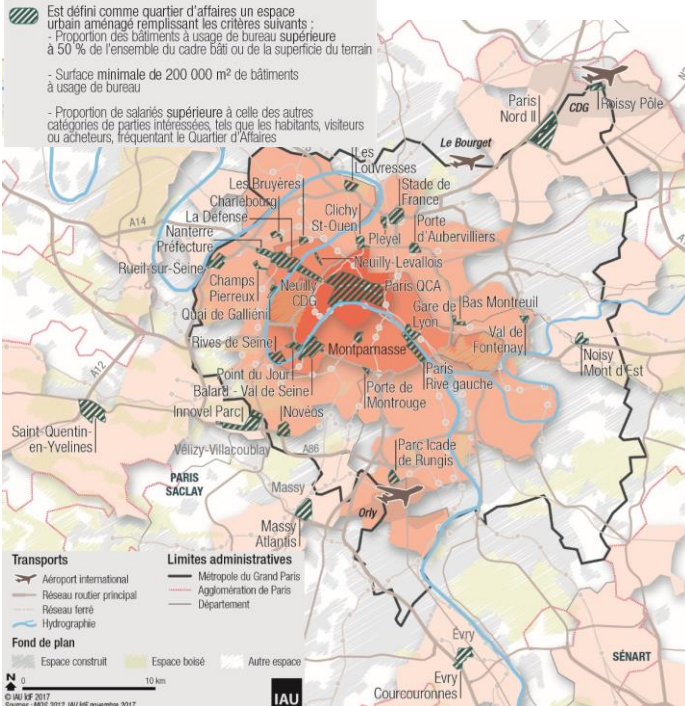 Est défini comme quartier d'affaires un espace
urbain aménagé remplissant les critères suivants :
- Proportion des bâtiments à usage de bureau supérieure
à 50 % de l'ensemble du cadre bâti ou de la superficie du terrain
- Surface minimale de 200 000 m² de bâtiments
à usage de bureau
- Proportion de salariés supérieure à celle des autres
catégories de parties intéressées, tels que les habitants, visiteurs
ou acheteurs, fréquentant le Quartier d'Affaires
Paris
Nord II
CDG
Roissy Pôle
Le Bourget
Les
Louvresses
Les Bruyères
Charlebourg
La Défense
Nanterre
Préfecture
Rueil-sur-Seine
A14
Clichy
St-Ouen
Stade de
France
Pleyel
Porte
d'Aubervilliers
Neuilly-Levallois
Champs
Pierreux
Neuilly
CDG
Paris QCA
Quai de Galliéni
Gare de
Lyon
Bas Montreuil
Rives de Seine
Montparnasse
Val de
Fontenay
Noisy
Mont d'Est
Point du Jour
Balard - Val de Seine
Paris
Rive gauche
A12
Porte de
Montrouge
Innovel Parc
Novéos
Saint-Quentin-
en-Yvelines
Vélizy-Villacoublay
A86
Parc Icade
de Rungis
PARIS
SACLAY
Massy
Orly
Massy
Atlantis
Evry
Evry
Courcouronnes
SÉNART
Transports
Aéroport international
Réseau routier principal
Réseau ferré
Hydrographie
Limites administratives
Métropole du Grand Paris
Agglomération de Paris
Département
Fond de plan
Espace construit
Espace boisé
Autre espace
N
0 10 km
© IAU îdF 2017
Sources : MOS 2012, IAU îdF novembre 2017
IAU